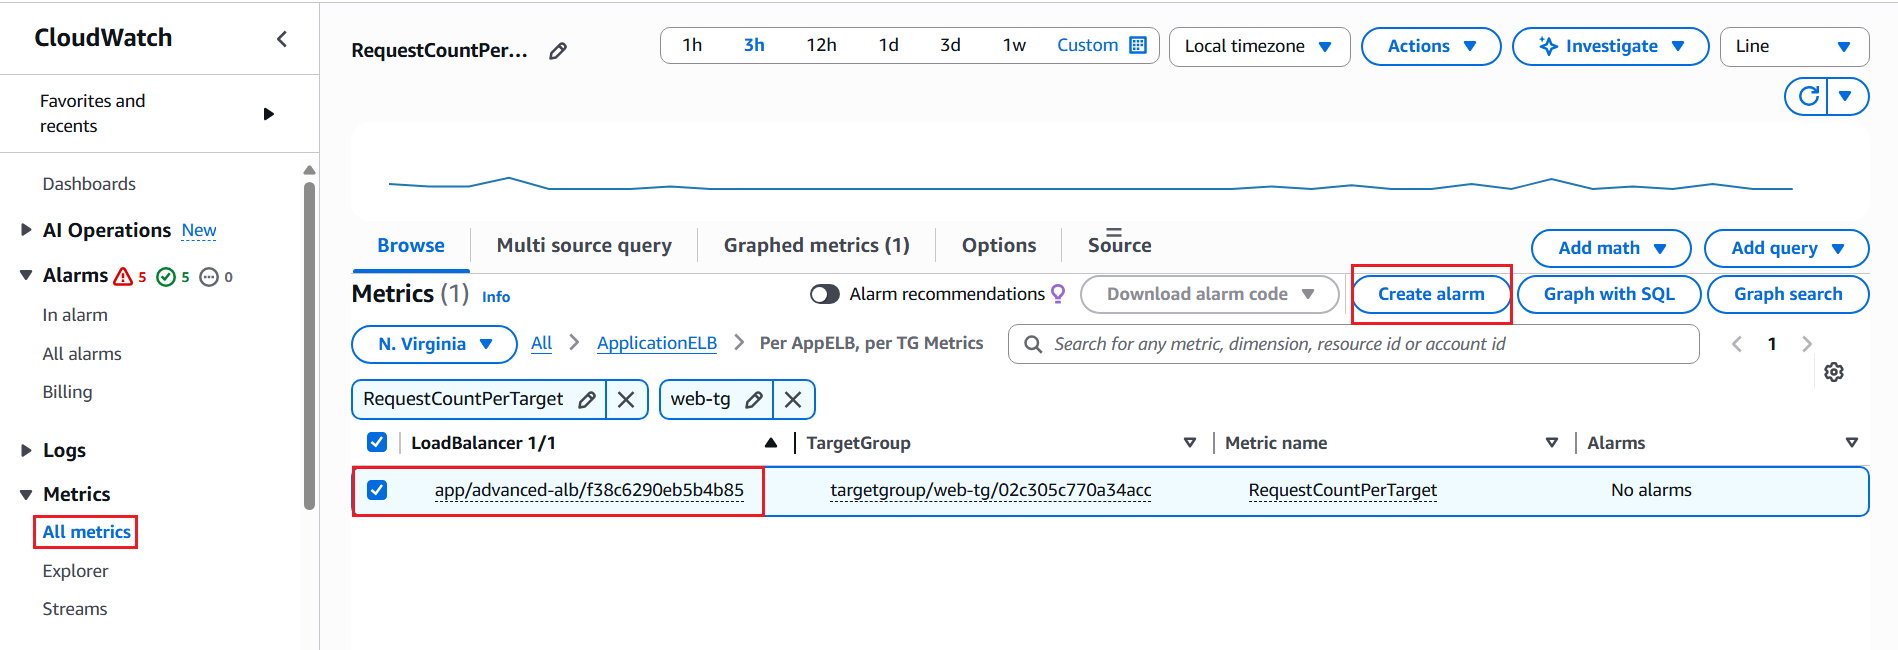 CloudWatch
Favorites and
recents
Dashboards
AI Operations New
Alarms 5 5 0
In alarm
All alarms
Billing
Logs
Metrics
All metrics
Explorer
Streams
RequestCountPer...
1h 3h 12h 1d 3d 1w Custom
Local timezone
Actions
Investigate
Line
Browse
Multi source query
Graphed metrics (1)
Options
Source
Add math
Add query
Metrics (1) Info
Alarm recommendations
Download alarm code
Create alarm
Graph with SQL
Graph search
N. Virginia
All
ApplicationELB
Per AppELB, per TG Metrics
Search for any metric, dimension, resource id or account id
1
RequestCountPerTarget
web-tg
LoadBalancer 1/1 TargetGroup Metric name Alarms
app/advanced-alb/f38c6290eb5b4b85 targetgroup/web-tg/02c305c770a34acc RequestCountPerTarget No alarms